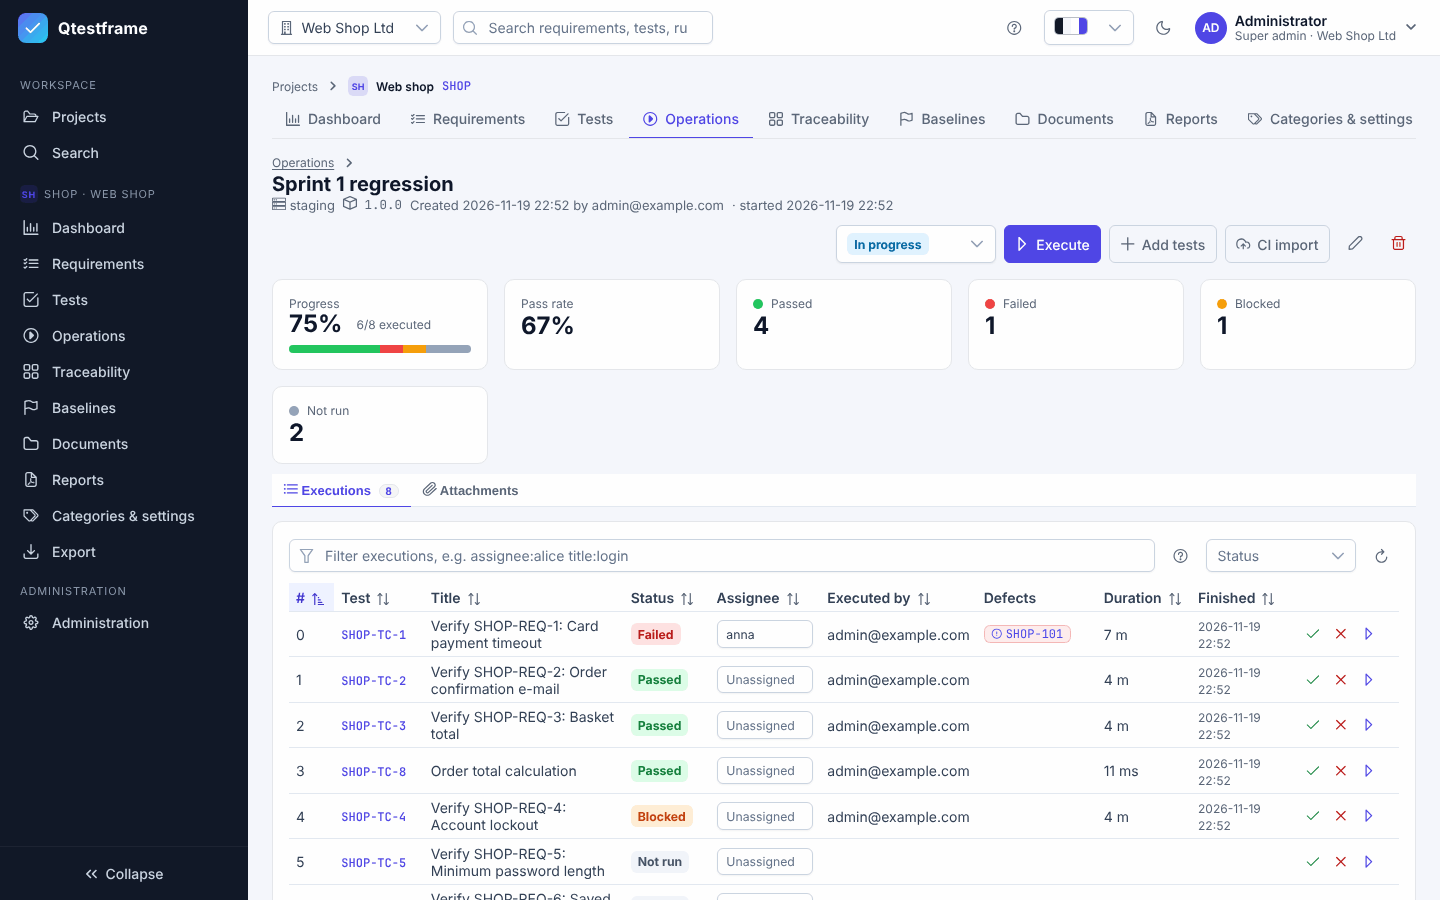 Qtestframe
Web Shop Ltd
Search requirements, tests, ru
AD
Administrator
Super admin · Web Shop Ltd
WORKSPACE
Projects
Search
SH SHOP · WEB SHOP
Dashboard
Requirements
Tests
Operations
Traceability
Baselines
Documents
Reports
Categories & settings
Export
ADMINISTRATION
Administration
Collapse
Projects
SH Web shop SHOP
Dashboard
Requirements
Tests
Operations
Traceability
Baselines
Documents
Reports
Categories & settings
Operations
Sprint 1 regression
staging 1.0.0 Created 2026-11-19 22:52 by admin@example.com · started 2026-11-19 22:52
In progress
Execute
Add tests
CI import
Progress
75% 6/8 executed
Pass rate
67%
Passed
4
Failed
1
Blocked
1
Not run
2
Executions 8
Attachments
Filter executions, e.g. assignee:alice title:login
Status
# Test Title Status Assignee Executed by Defects Duration Finished
0 SHOP-TC-1 Verify SHOP-REQ-1: Card payment timeout Failed anna admin@example.com SHOP-101 7 m 2026-11-19 22:52
1 SHOP-TC-2 Verify SHOP-REQ-2: Order confirmation e-mail Passed Unassigned admin@example.com 4 m 2026-11-19 22:52
2 SHOP-TC-3 Verify SHOP-REQ-3: Basket total Passed Unassigned admin@example.com 4 m 2026-11-19 22:52
3 SHOP-TC-8 Order total calculation Passed Unassigned admin@example.com 11 ms 2026-11-19 22:52
4 SHOP-TC-4 Verify SHOP-REQ-4: Account lockout Blocked Unassigned admin@example.com 4 m 2026-11-19 22:52
5 SHOP-TC-5 Verify SHOP-REQ-5: Minimum password length Not run Unassigned
Verify SHOP-REQ-6: Saved